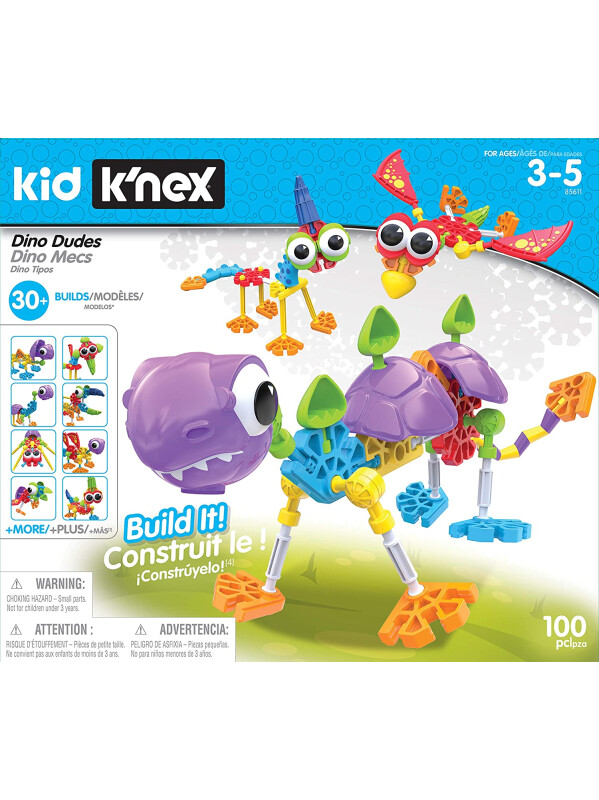 FOR AGES/ÂGÉS DE/PARA EDADES
3-5
85611
kid K'NEX
Dino Dudes
Dino Mecs
Dino Tipos
30+ BUILDS/MODÈLES/
MODELOS*
+MORE/+PLUS/+MÁS(3)
Build It!
Construit le !
¡Constrúyelo!(4)
WARNING:
CHOKING HAZARD – Small parts.
Not for children under 3 years.
ATTENTION :
RISQUE D'ÉTOUFFEMENT – Pièces de petite taille.
Ne convient pas aux enfants de moins de 3 ans.
ADVERTENCIA:
PELIGRO DE ASFIXIA – Piezas pequeñas.
No para niños menores de 3 años.
100
pc/pza